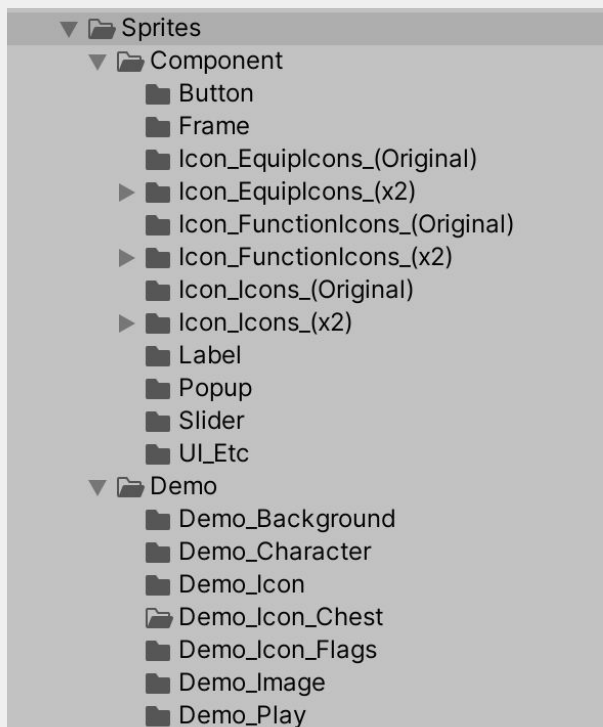 Sprites
Component
Button
Frame
Icon_EquipIcons_(Original)
Icon_EquipIcons_(x2)
Icon_FunctionIcons_(Original)
Icon_FunctionIcons_(x2)
Icon_Icons_(Original)
Icon_Icons_(x2)
Label
Popup
Slider
UI_Etc
Demo
Demo_Background
Demo_Character
Demo_Icon
Demo_Icon_Chest
Demo_Icon_Flags
Demo_Image
Demo_Play